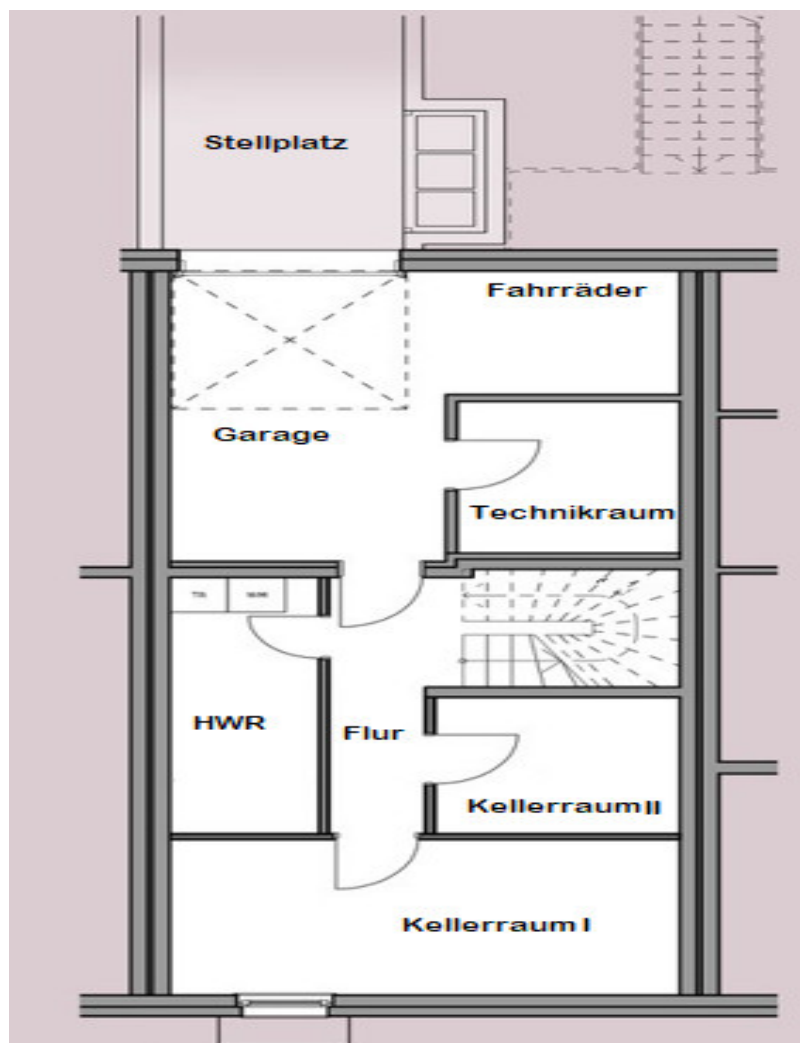 Stellplatz
Fahrräder
Garage
Technikraum
HWR
Flur
Kellerraum II
Kellerraum I